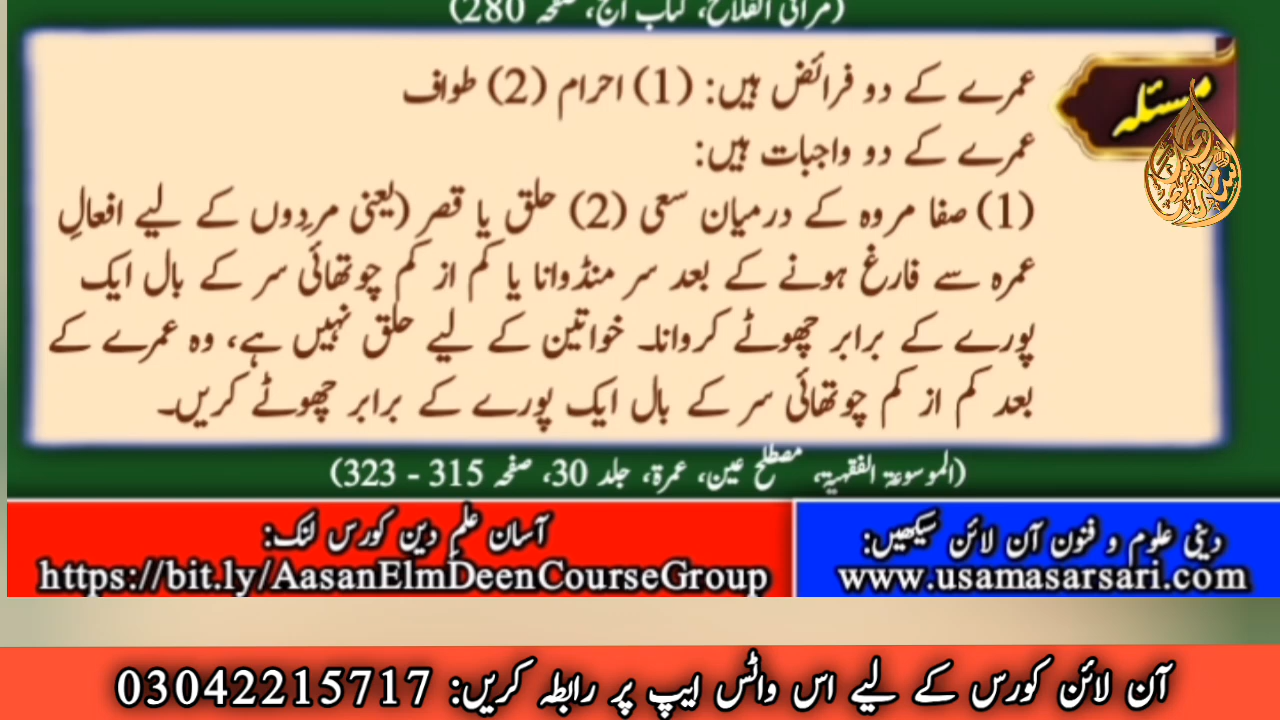 (مراقی الفلاح، کتاب الحج، صفحہ 280)
مسئلہ
عمرے کے دو فرائض ہیں: (1) احرام (2) طواف
عمرے کے دو واجبات ہیں:
(1) صفا مروہ کے درمیان سعی (2) حلق یا قصر (یعنی مردوں کے لیے افعالِ
عمرہ سے فارغ ہونے کے بعد سر منڈوانا یا کم از کم چوتھائی سر کے بال ایک
پورے کے برابر چھوٹے کروانا۔ خواتین کے لیے حلق نہیں ہے، وہ عمرے کے
بعد کم از کم چوتھائی سر کے بال ایک پورے کے برابر چھوٹے کریں۔
(الموسوعۃ الفقہیۃ، مصطلح عین، عمرۃ، جلد 30، صفحہ 315 - 323)
دینی علوم و فنون آن لائن سیکھیں:
www.usamasarsari.com
آسان علمِ دین کورس لنک:
https://bit.ly/AasanElmDeenCourseGroup
آن لائن کورس کے لیے اس واٹس ایپ پر رابطہ کریں: 03042215717